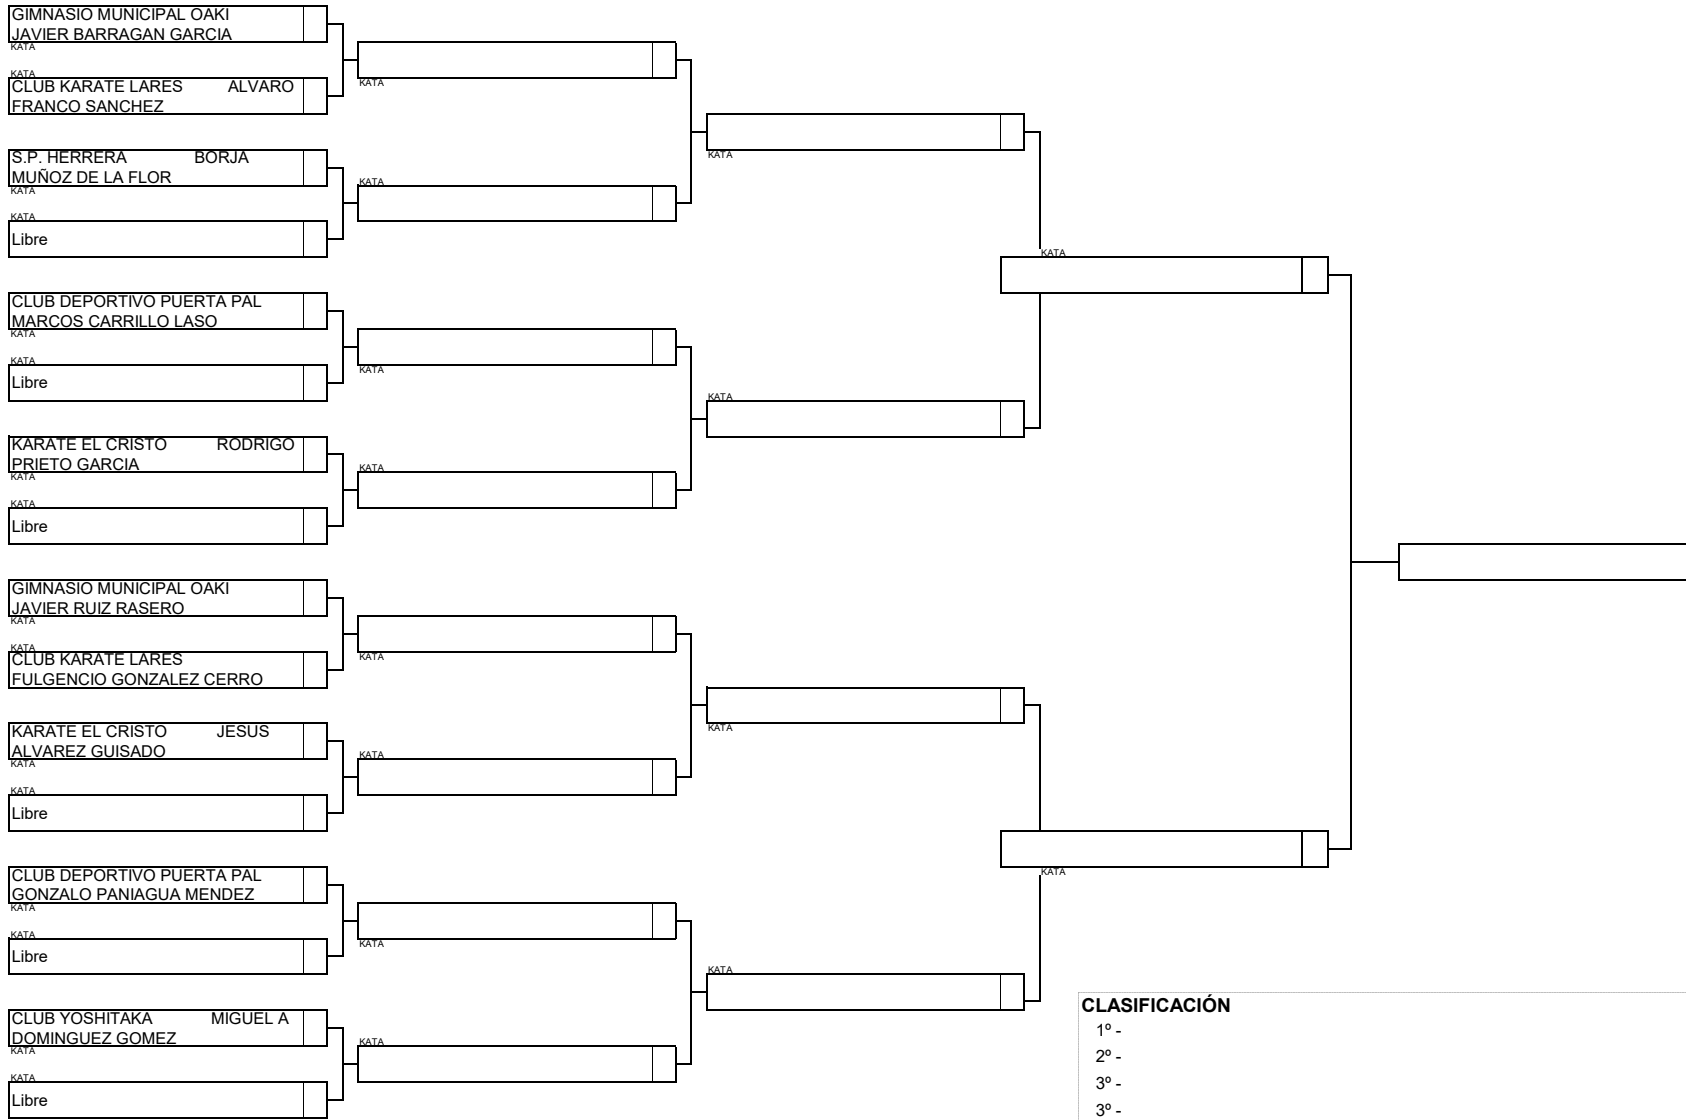 GIMNASIO MUNICIPAL OAKI
JAVIER BARRAGAN GARCIA
KATA
KATA
CLUB KARATE LARES ALVARO
FRANCO SANCHEZ
S.P. HERRERA BORJA
MUÑOZ DE LA FLOR
KATA
KATA
Libre
CLUB DEPORTIVO PUERTA PAL
MARCOS CARRILLO LASO
KATA
KATA
Libre
KARATE EL CRISTO RODRIGO
PRIETO GARCIA
KATA
KATA
Libre
GIMNASIO MUNICIPAL OAKI
JAVIER RUIZ RASERO
KATA
KATA
CLUB KARATE LARES
FULGENCIO GONZALEZ CERRO
KARATE EL CRISTO JESUS
ALVAREZ GUISADO
KATA
KATA
Libre
CLUB DEPORTIVO PUERTA PAL
GONZALO PANIAGUA MENDEZ
KATA
KATA
Libre
CLUB YOSHITAKA MIGUEL A
DOMINGUEZ GOMEZ
KATA
KATA
Libre
KATA
KATA
KATA
KATA
KATA
KATA
KATA
KATA
KATA
KATA
KATA
KATA
KATA
KATA
CLASIFICACIÓN
1º -
2º -
3º -
3º -